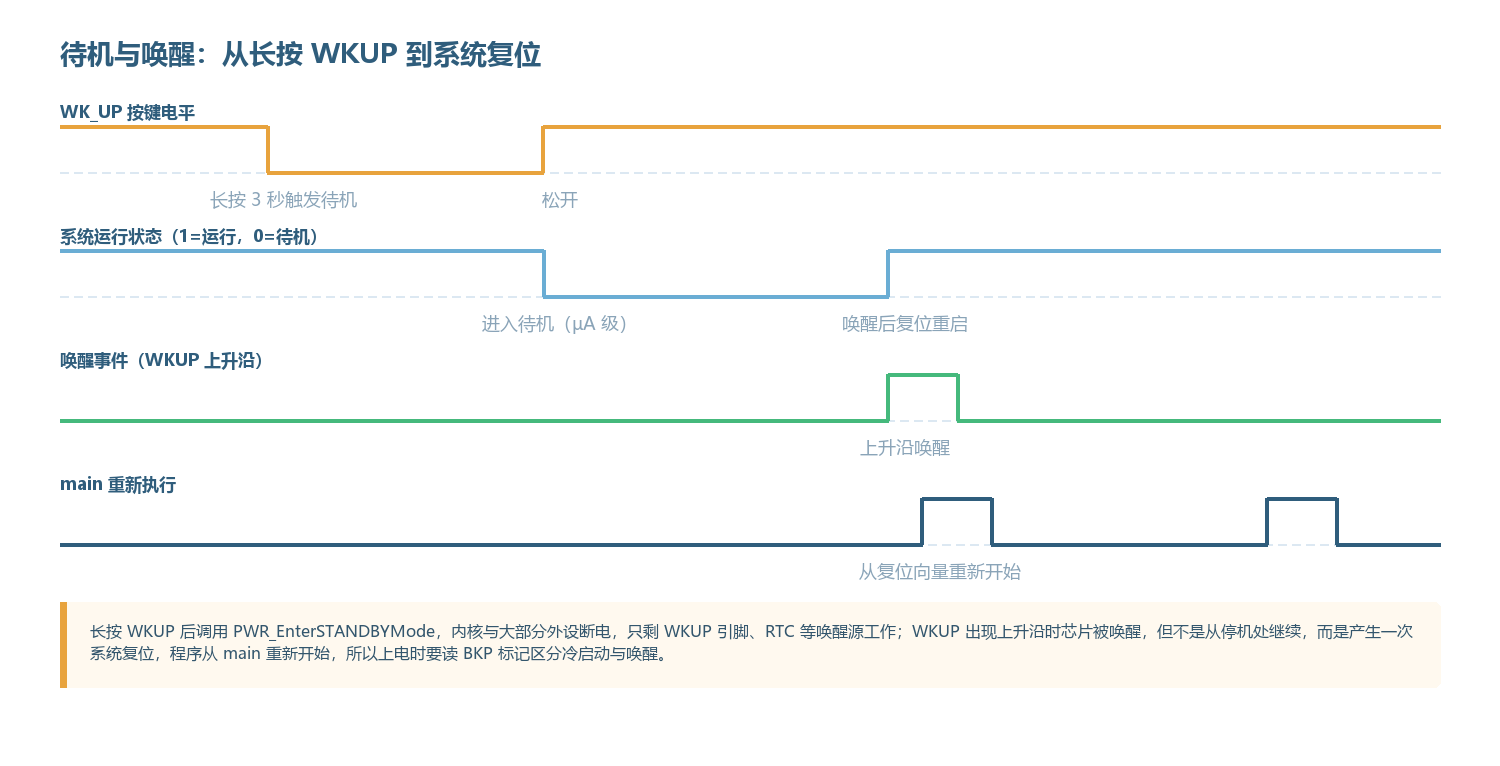 待机与唤醒：从长按 WKUP 到系统复位
WK_UP 按键电平
长按 3 秒触发待机
松开
系统运行状态（1=运行，0=待机）
进入待机（μA 级）
唤醒后复位重启
唤醒事件（WKUP 上升沿）
上升沿唤醒
main 重新执行
从复位向量重新开始
长按 WKUP 后调用 PWR_EnterSTANDBYMode，内核与大部分外设断电，只剩 WKUP 引脚、RTC 等唤醒源工作；WKUP 出现上升沿时芯片被唤醒，但不是从停机处继续，而是产生一次
系统复位，程序从 main 重新开始，所以上电时要读 BKP 标记区分冷启动与唤醒。